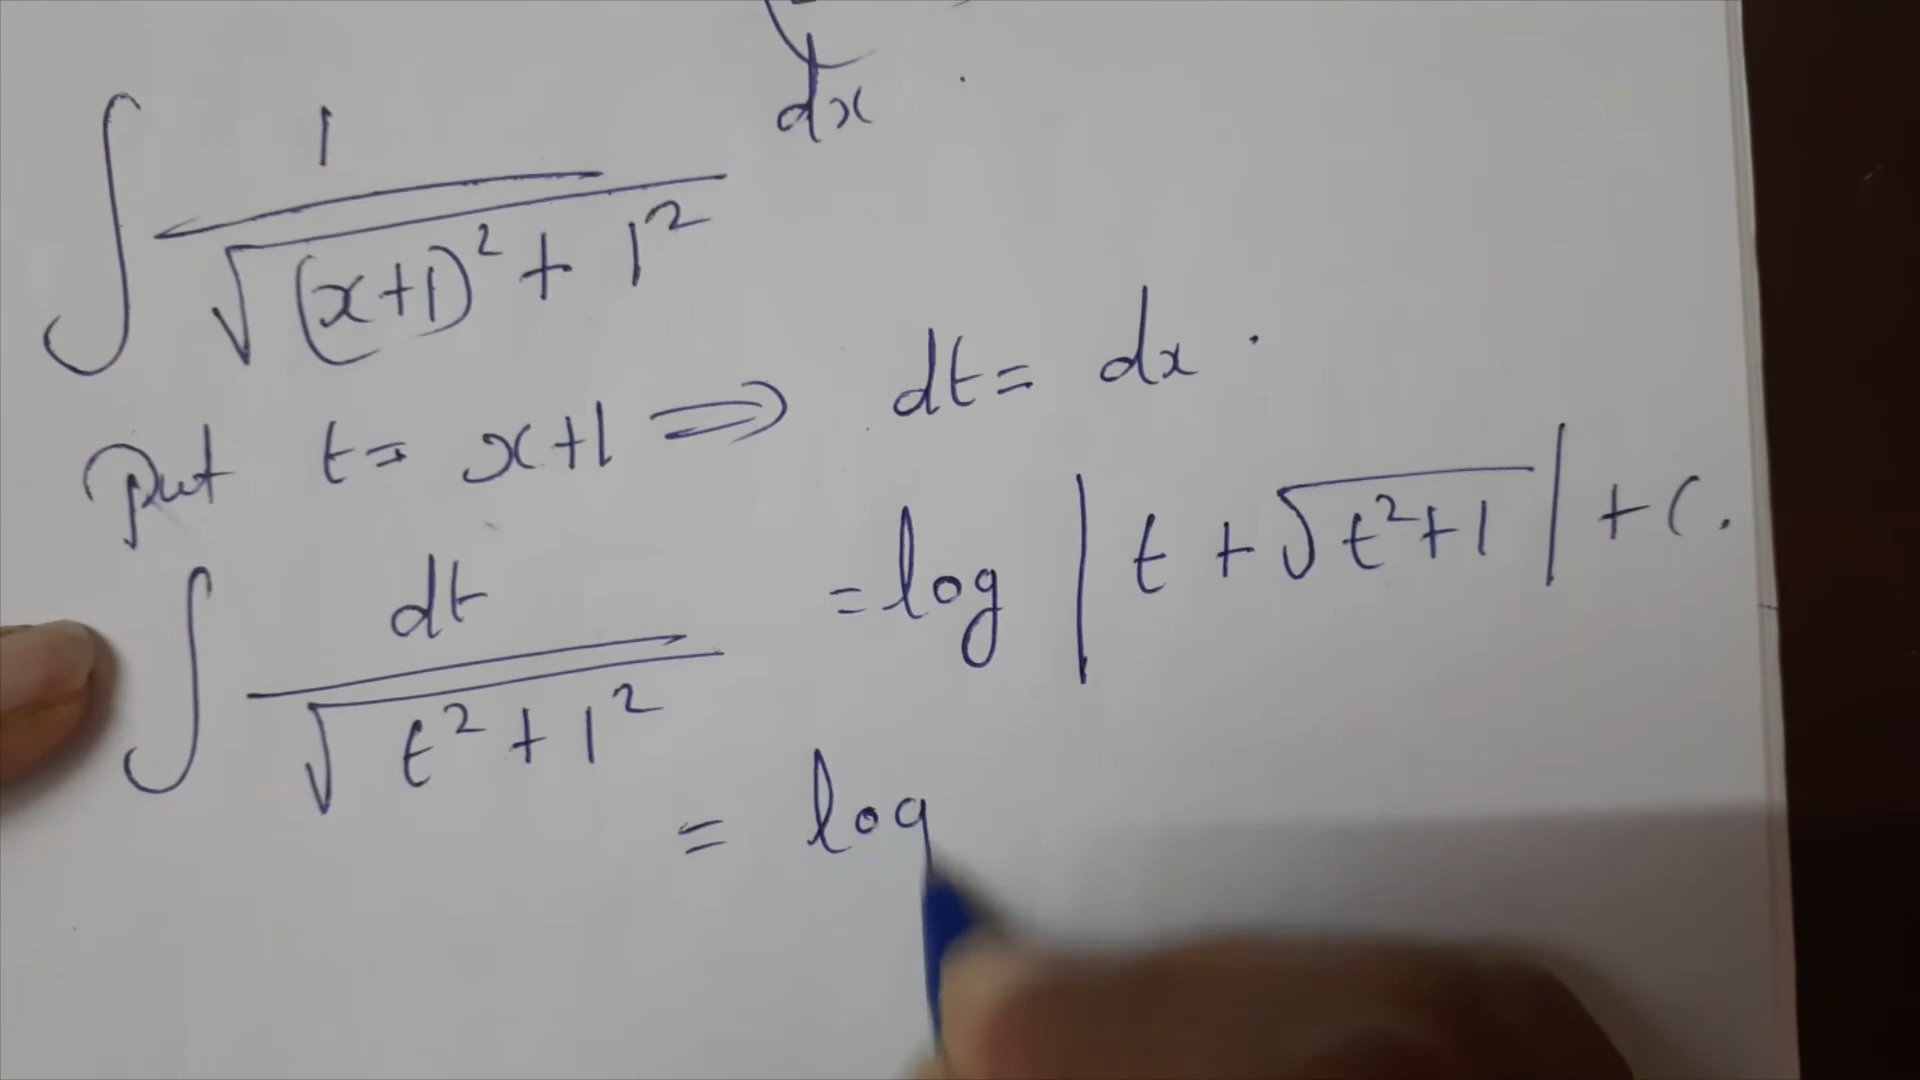 ∫ 1/√((x+1)² + 1²) dx
Put t = x+1 ⟹ dt = dx .
∫ dt/√(t² + 1²) = log | t + √(t²+1) | + C .
= log